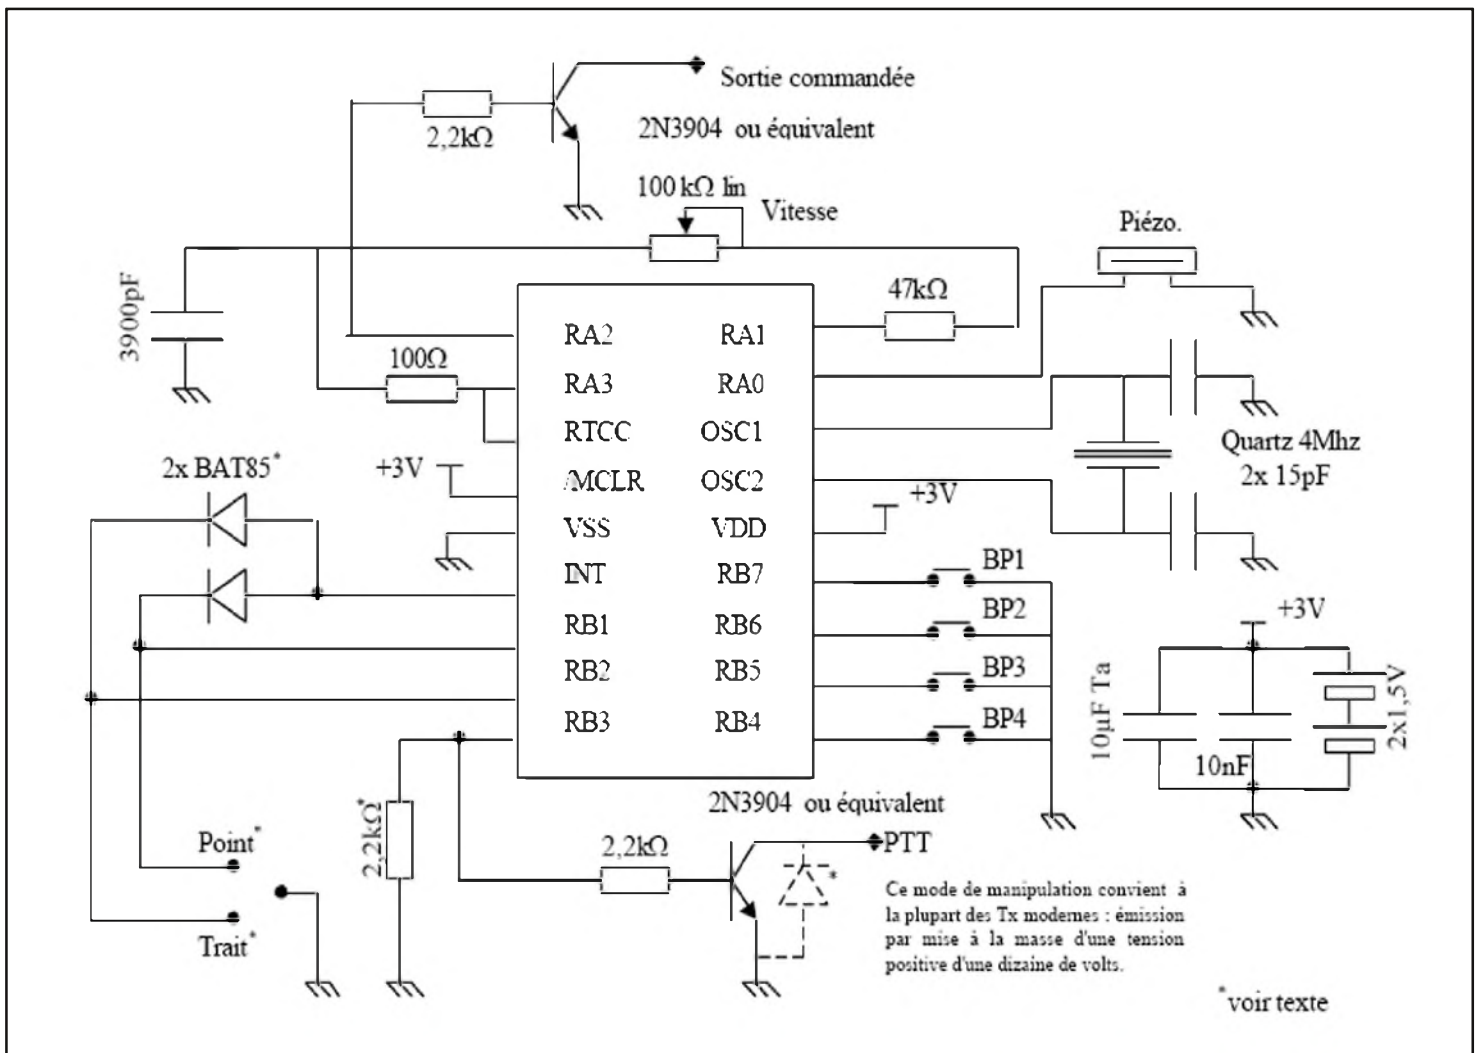 Sortie commandée
2,2kΩ
2N3904 ou équivalent
100 kΩ lin
Vitesse
Piézo.
3900pF
47kΩ
100Ω
RA2
RA1
RA3
RA0
RTCC
OSC1
/MCLR
OSC2
VSS
VDD
INT
RB7
RB1
RB6
RB2
RB5
RB3
RB4
2x BAT85*
+3V
+3V
Quartz 4Mhz
2x 15pF
BP1
BP2
BP3
BP4
+3V
10µF Ta
10nF
2x1,5V
2N3904 ou équivalent
2,2kΩ*
2,2kΩ
PTT
*
Point*
Trait*
Ce mode de manipulation convient à
la plupart des Tx modernes : émission
par mise à la masse d'une tension
positive d'une dizaine de volts.
*voir texte